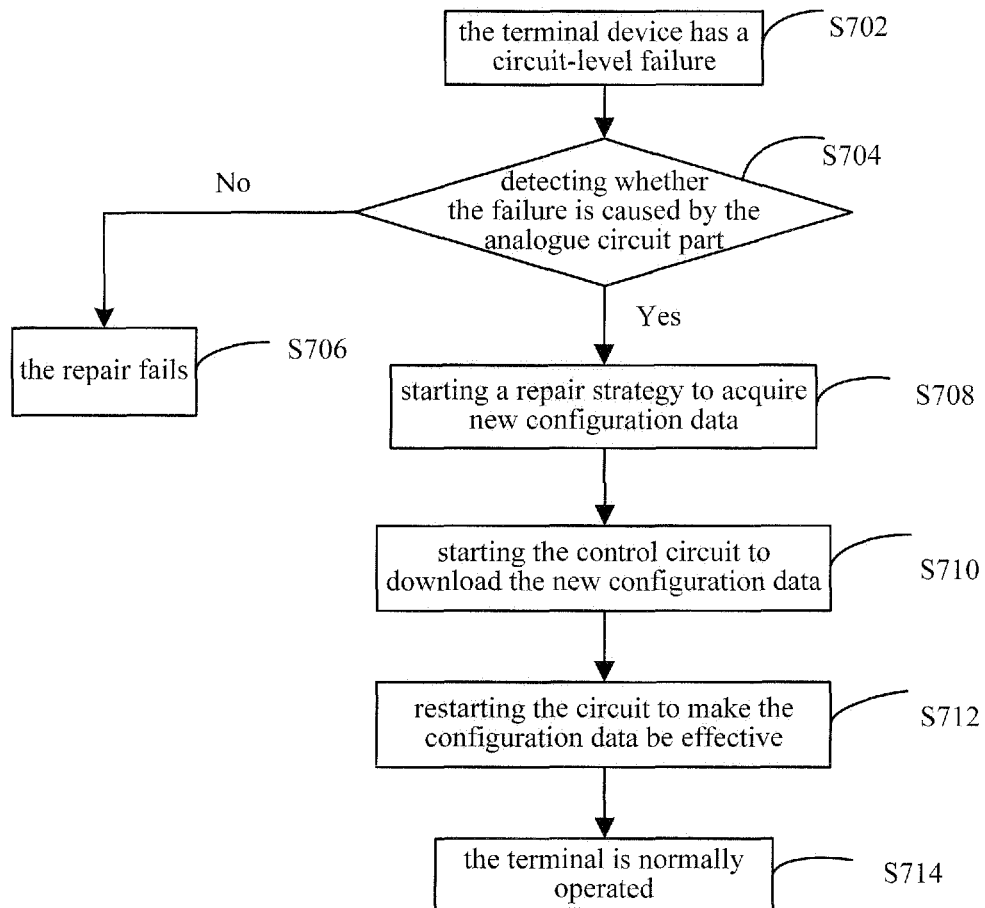 the terminal device has a
circuit-level failure
S702
S704
detecting whether
the failure is caused by the
analogue circuit part
No
Yes
the repair fails
S706
starting a repair strategy to acquire
new configuration data
S708
starting the control circuit to
download the new configuration data
S710
restarting the circuit to make the
configuration data be effective
S712
the terminal is normally
operated
S714